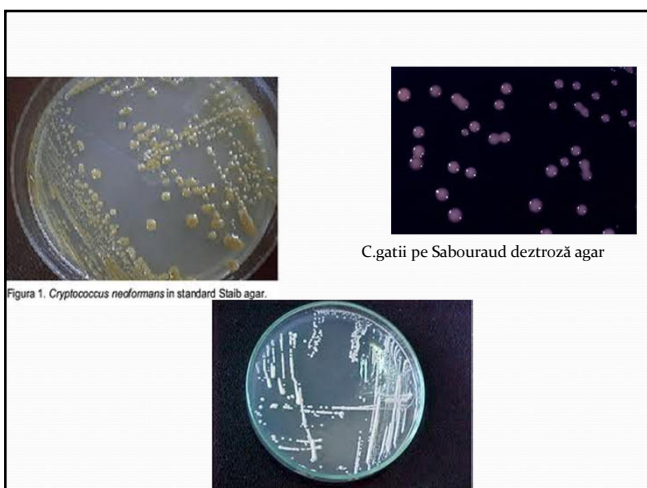 C.gatii pe Sabouraud deztroză agar
Figura 1. Cryptococcus neoformans in standard Staib agar.